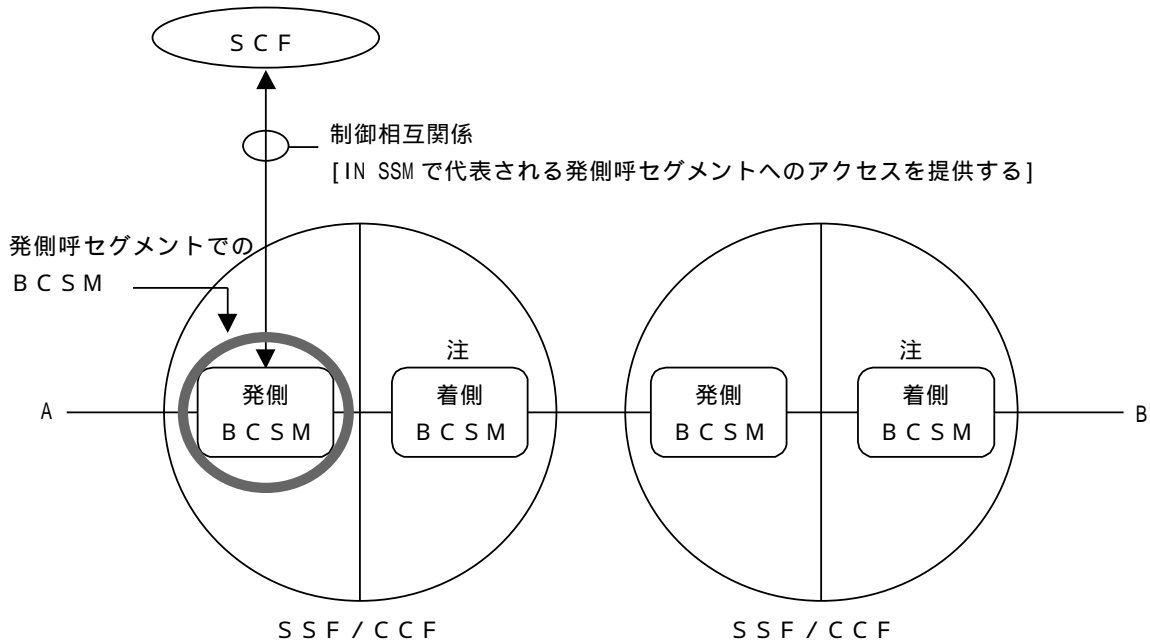 ＳＣＦ
制御相互関係
[IN SSMで代表される発側呼セグメントへのアクセスを提供する]
発側呼セグメントでの
ＢＣＳＭ
注
注
発側
着側
発側
着側
A
ＢＣＳＭ
ＢＣＳＭ
ＢＣＳＭ
ＢＣＳＭ
B
ＳＳＦ/ＣＣＦ
ＳＳＦ/ＣＣＦ